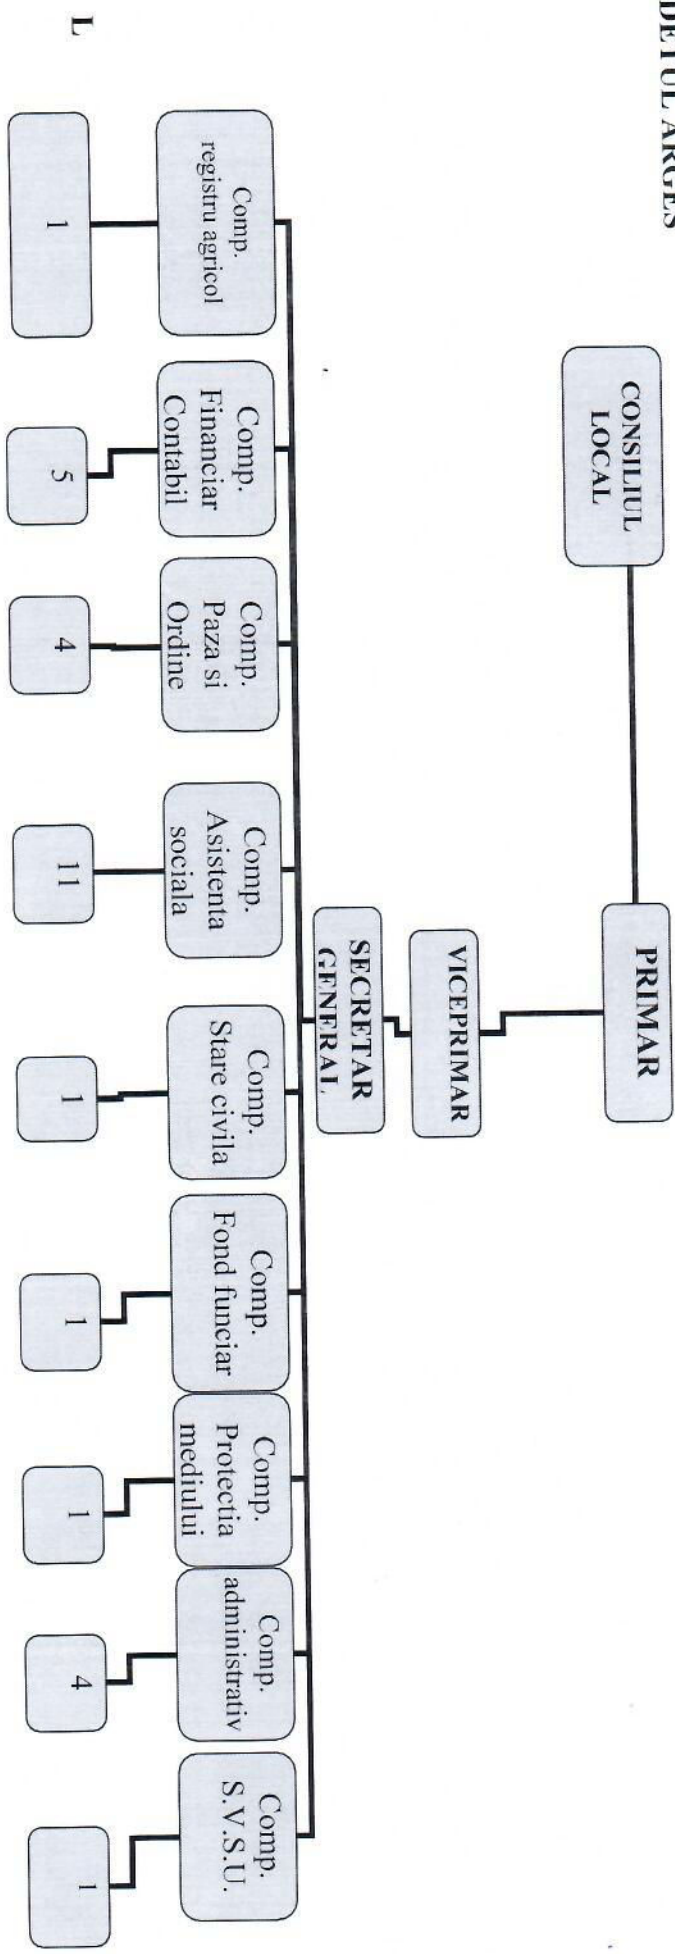 CONSILIUL
LOCAL
PRIMAR
VICEPRIMAR
SECRETAR
GENERAL
Comp.
registru agricol
Comp.
Financiar
Contabil
Comp.
Paza si
Ordine
Comp.
Asistenta
sociala
Comp.
Stare civila
Comp.
Fond funciar
Comp.
Protectia
mediului
Comp.
administrativ
Comp.
S.V.S.U.
1
5
4
11
1
1
1
4
1
L